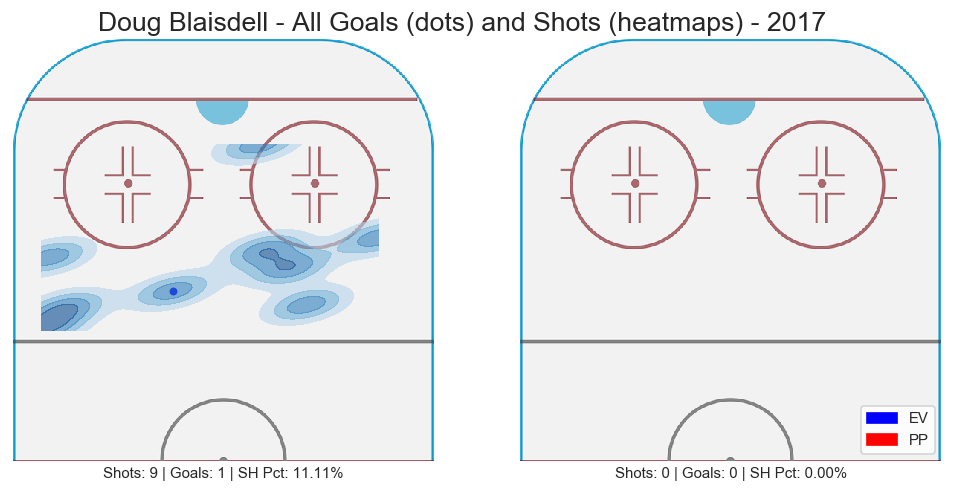 Doug Blaisdell - All Goals (dots) and Shots (heatmaps) - 2017
EV
PP
Shots: 9 | Goals: 1 | SH Pct: 11.11%
Shots: 0 | Goals: 0 | SH Pct: 0.00%